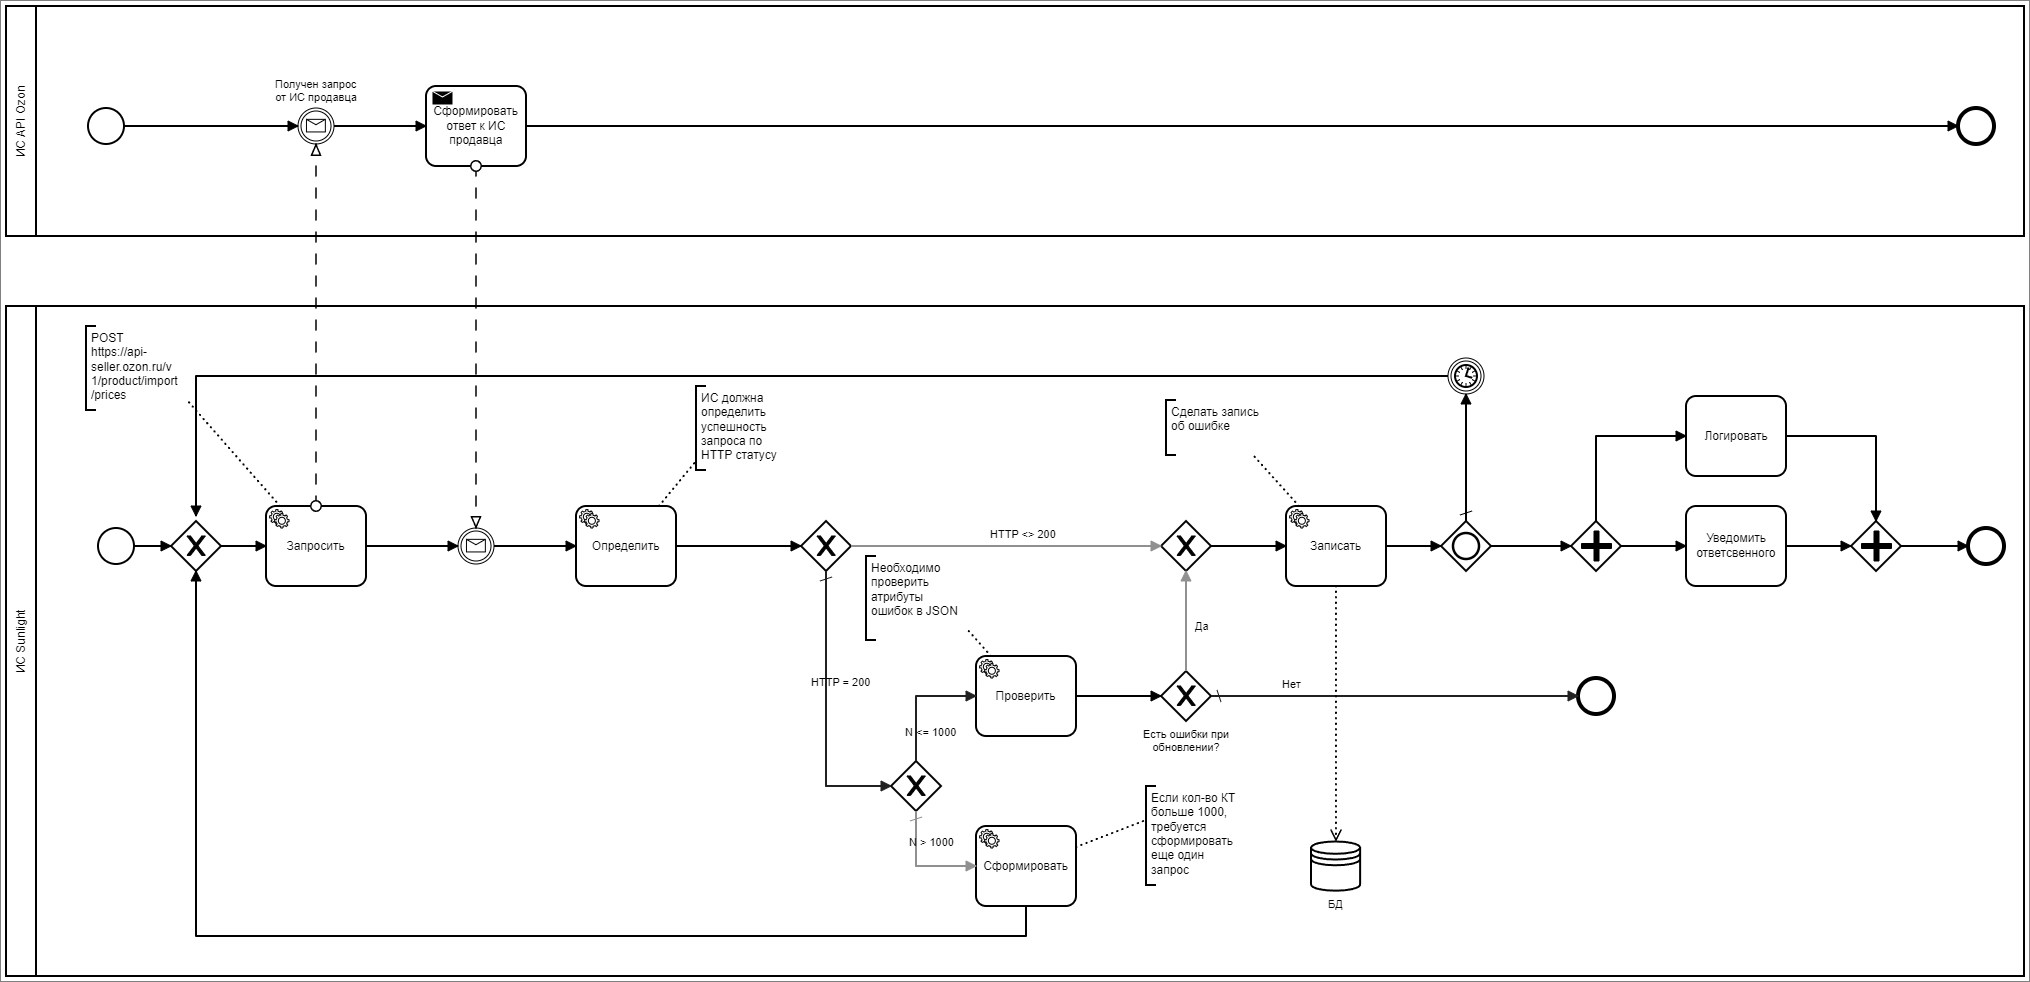 ИС API Ozon
Получен запрос
от ИС продавца
Сформировать
ответ к ИС
продавца
ИС Sunlight
POST
https://api-
seller.ozon.ru/v
1/product/import
/prices
Запросить
ИС должна
определить
успешность
запроса по
HTTP статусу
Определить
HTTP <> 200
HTTP = 200
Необходимо
проверить
атрибуты
ошибок в JSON
N <= 1000
Проверить
N > 1000
Сформировать
Если кол-во КТ
больше 1000,
требуется
сформировать
еще один
запрос
Есть ошибки при
обновлении?
Да
Нет
Сделать запись
об ошибке
Записать
БД
Логировать
Уведомить
ответсвенного